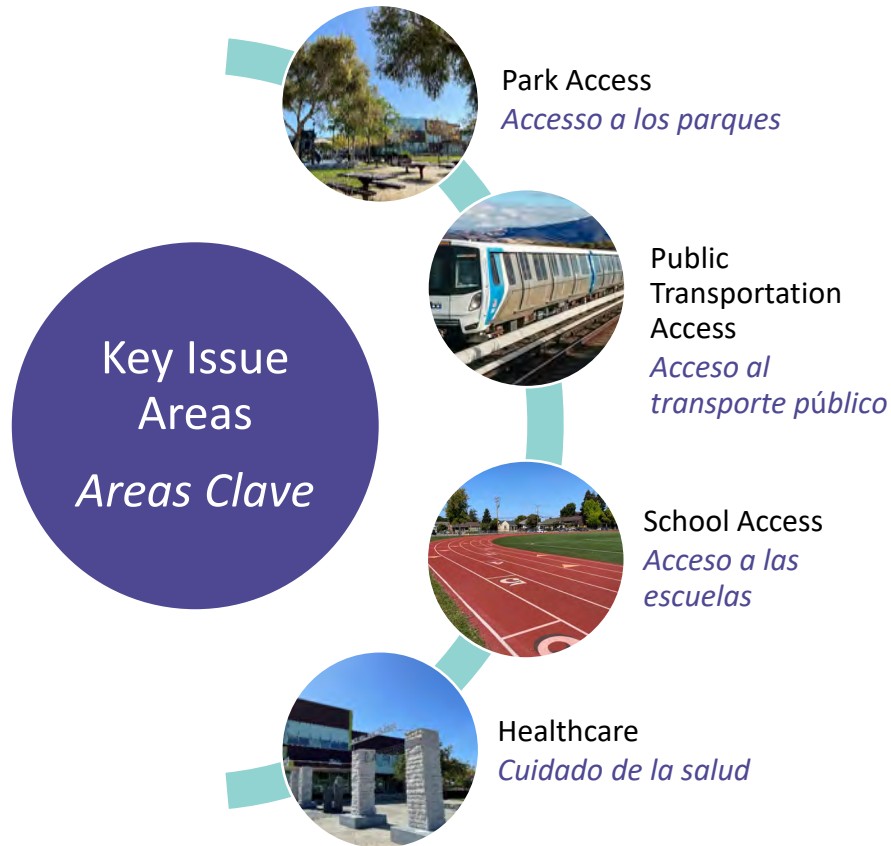 Key Issue
Areas
Areas Clave
Park Access
Accesso a los parques
Public
Transportation
Access
Acceso al
transporte público
School Access
Acceso a las
escuelas
Healthcare
Cuidado de la salud